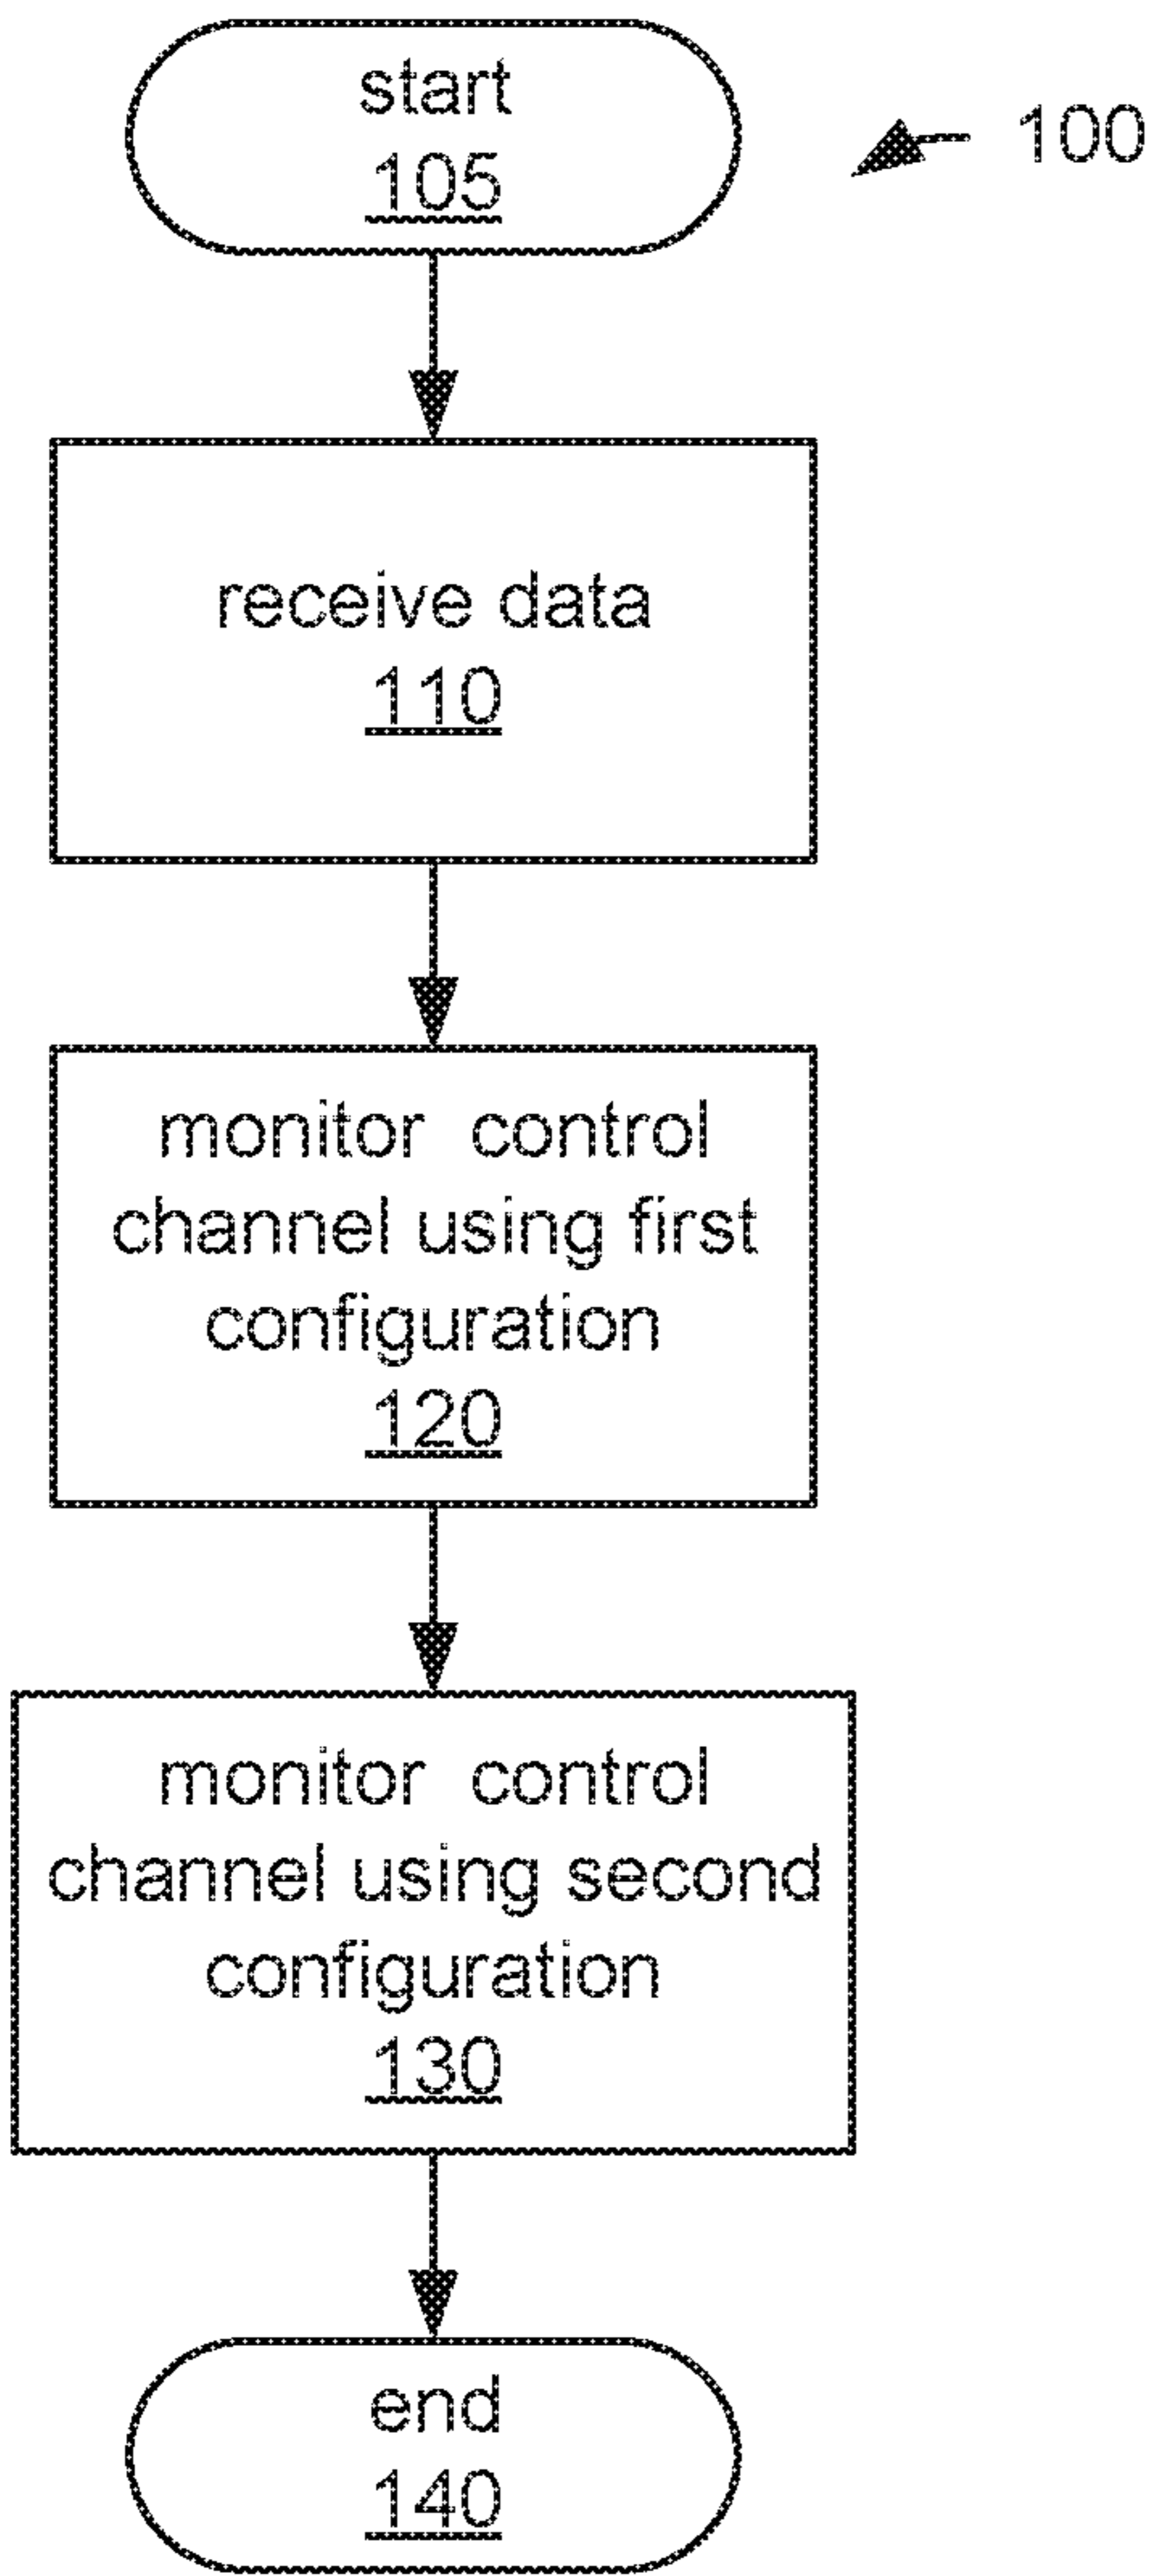 start
105
100
receive data
110
monitor control
channel using first
configuration
120
monitor control
channel using second
configuration
130
end
140